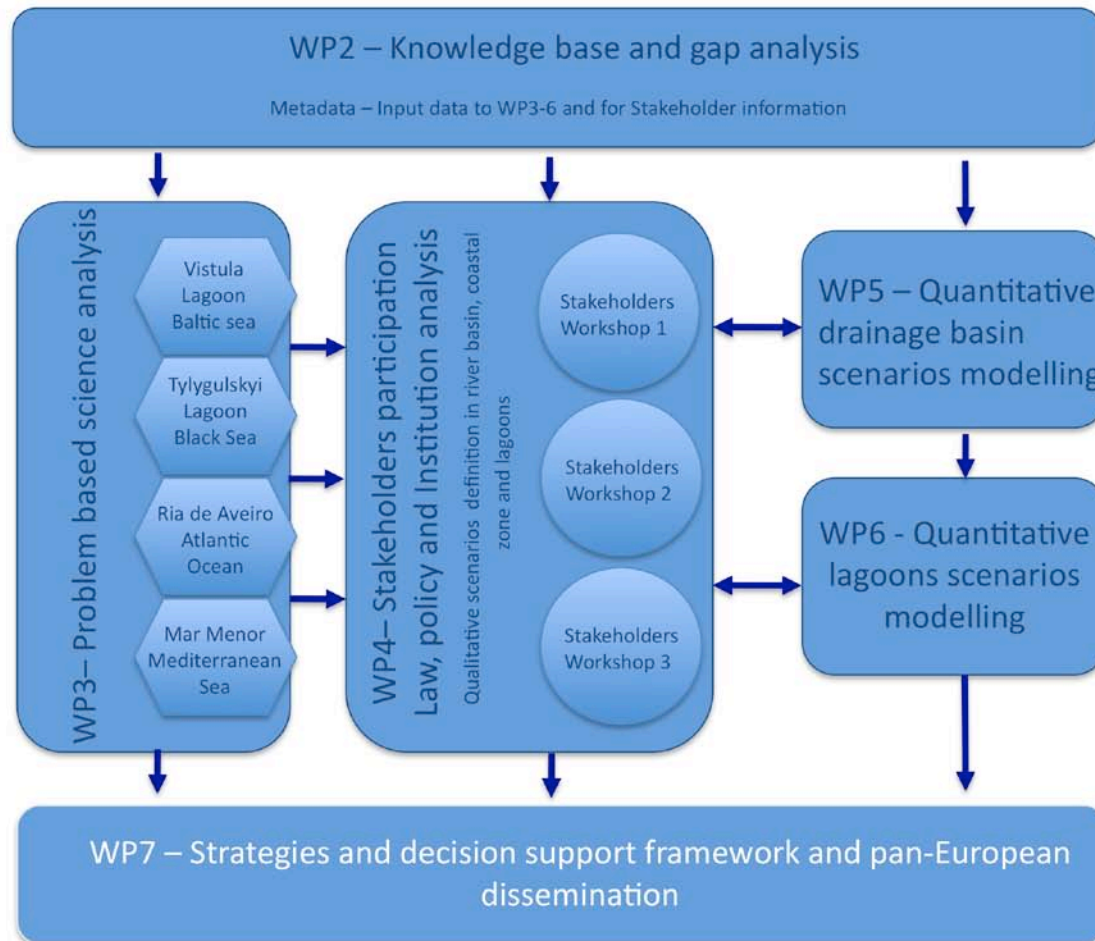 WP2 – Knowledge base and gap analysis
Metadata – Input data to WP3-6 and for Stakeholder information
WP3– Problem based science analysis
Vistula
Lagoon
Baltic sea
Tylygulskyi
Lagoon
Black Sea
Ria de Aveiro
Atlantic
Ocean
Mar Menor
Mediterranean
Sea
WP4– Stakeholders participation
Law, policy and Institution analysis
Qualitative scenarios definition in river basin, coastal
zone and lagoons
Stakeholders
Workshop 1
Stakeholders
Workshop 2
Stakeholders
Workshop 3
WP5 – Quantitative
drainage basin
scenarios modelling
WP6 - Quantitative
lagoons scenarios
modelling
WP7 – Strategies and decision support framework and pan-European
dissemination